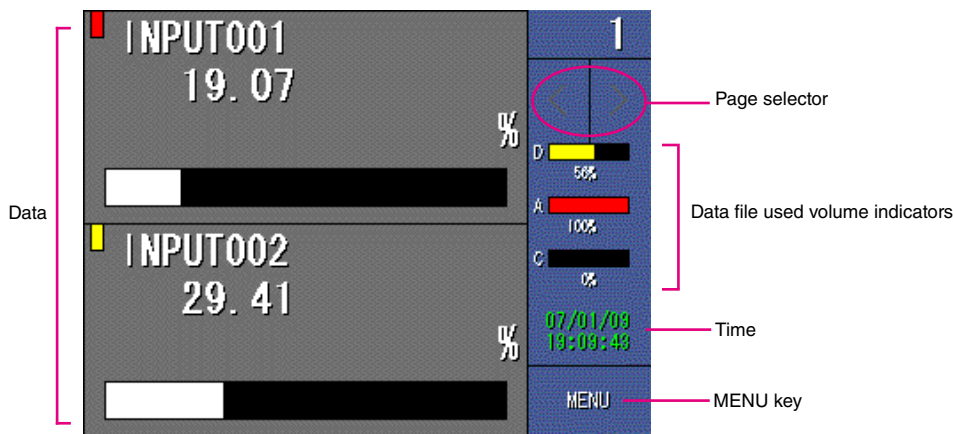 Data
INPUT001
19.07
%
INPUT002
29.41
%
1
< >
D
56%
A
100%
C
0%
07/01/09
19:09:49
MENU
Page selector
Data file used volume indicators
Time
MENU key